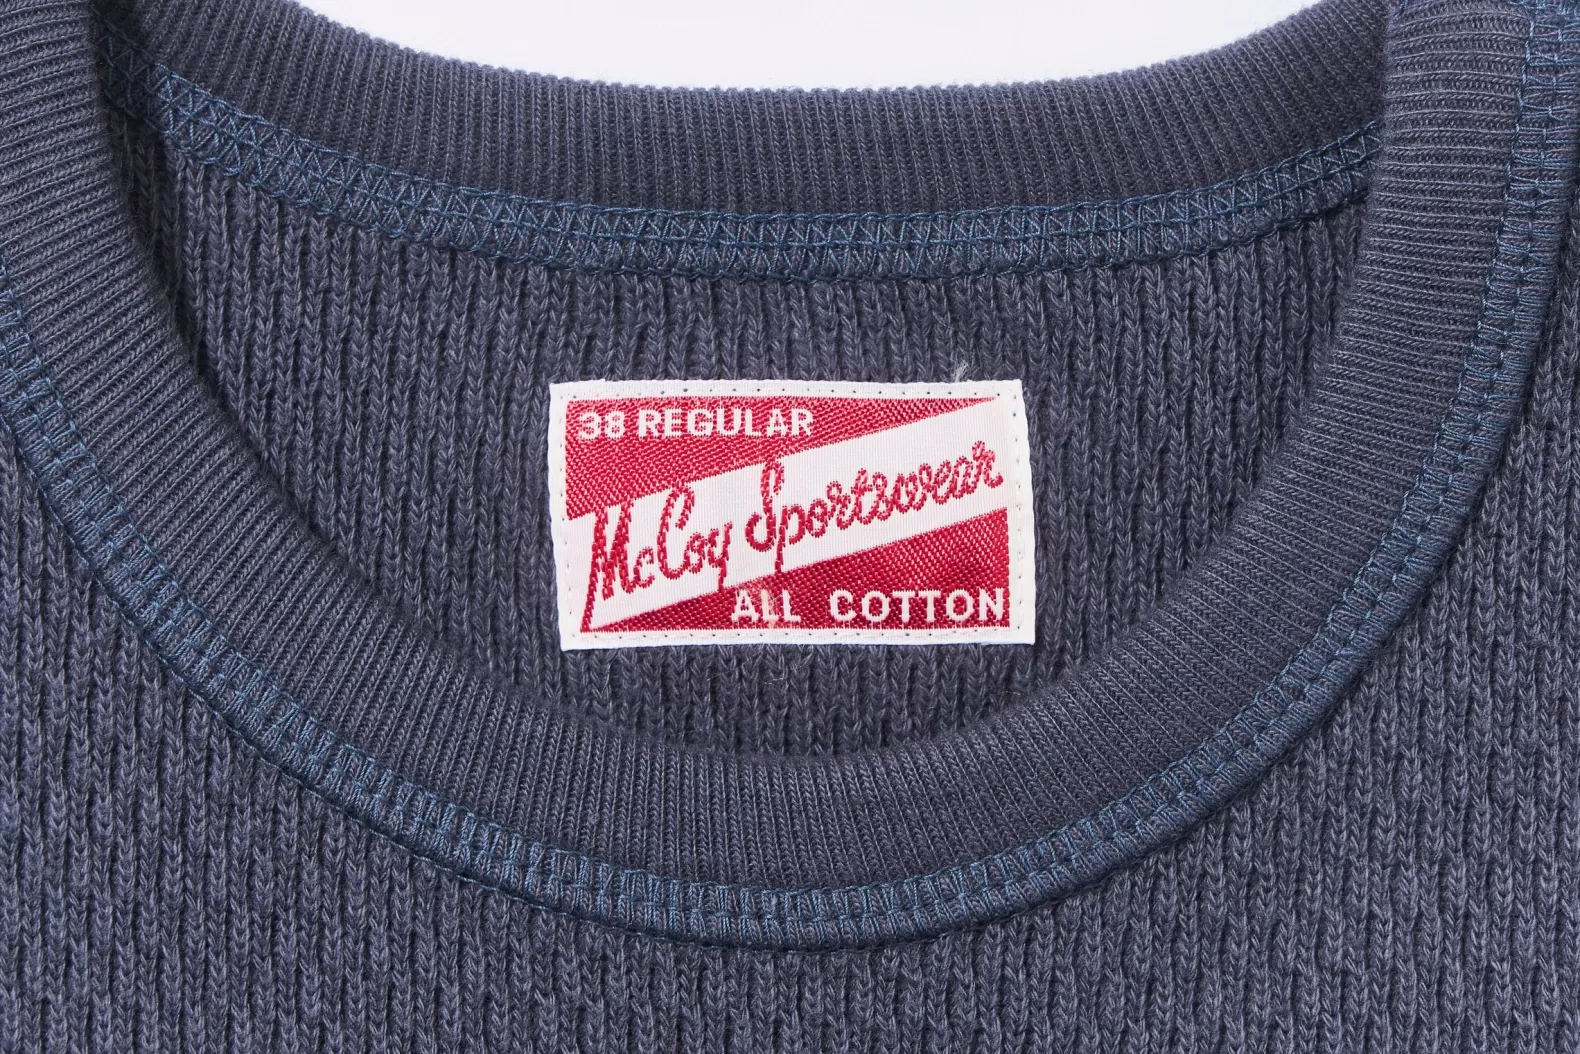 38 REGULAR
McCoy Sportswear
ALL COTTON